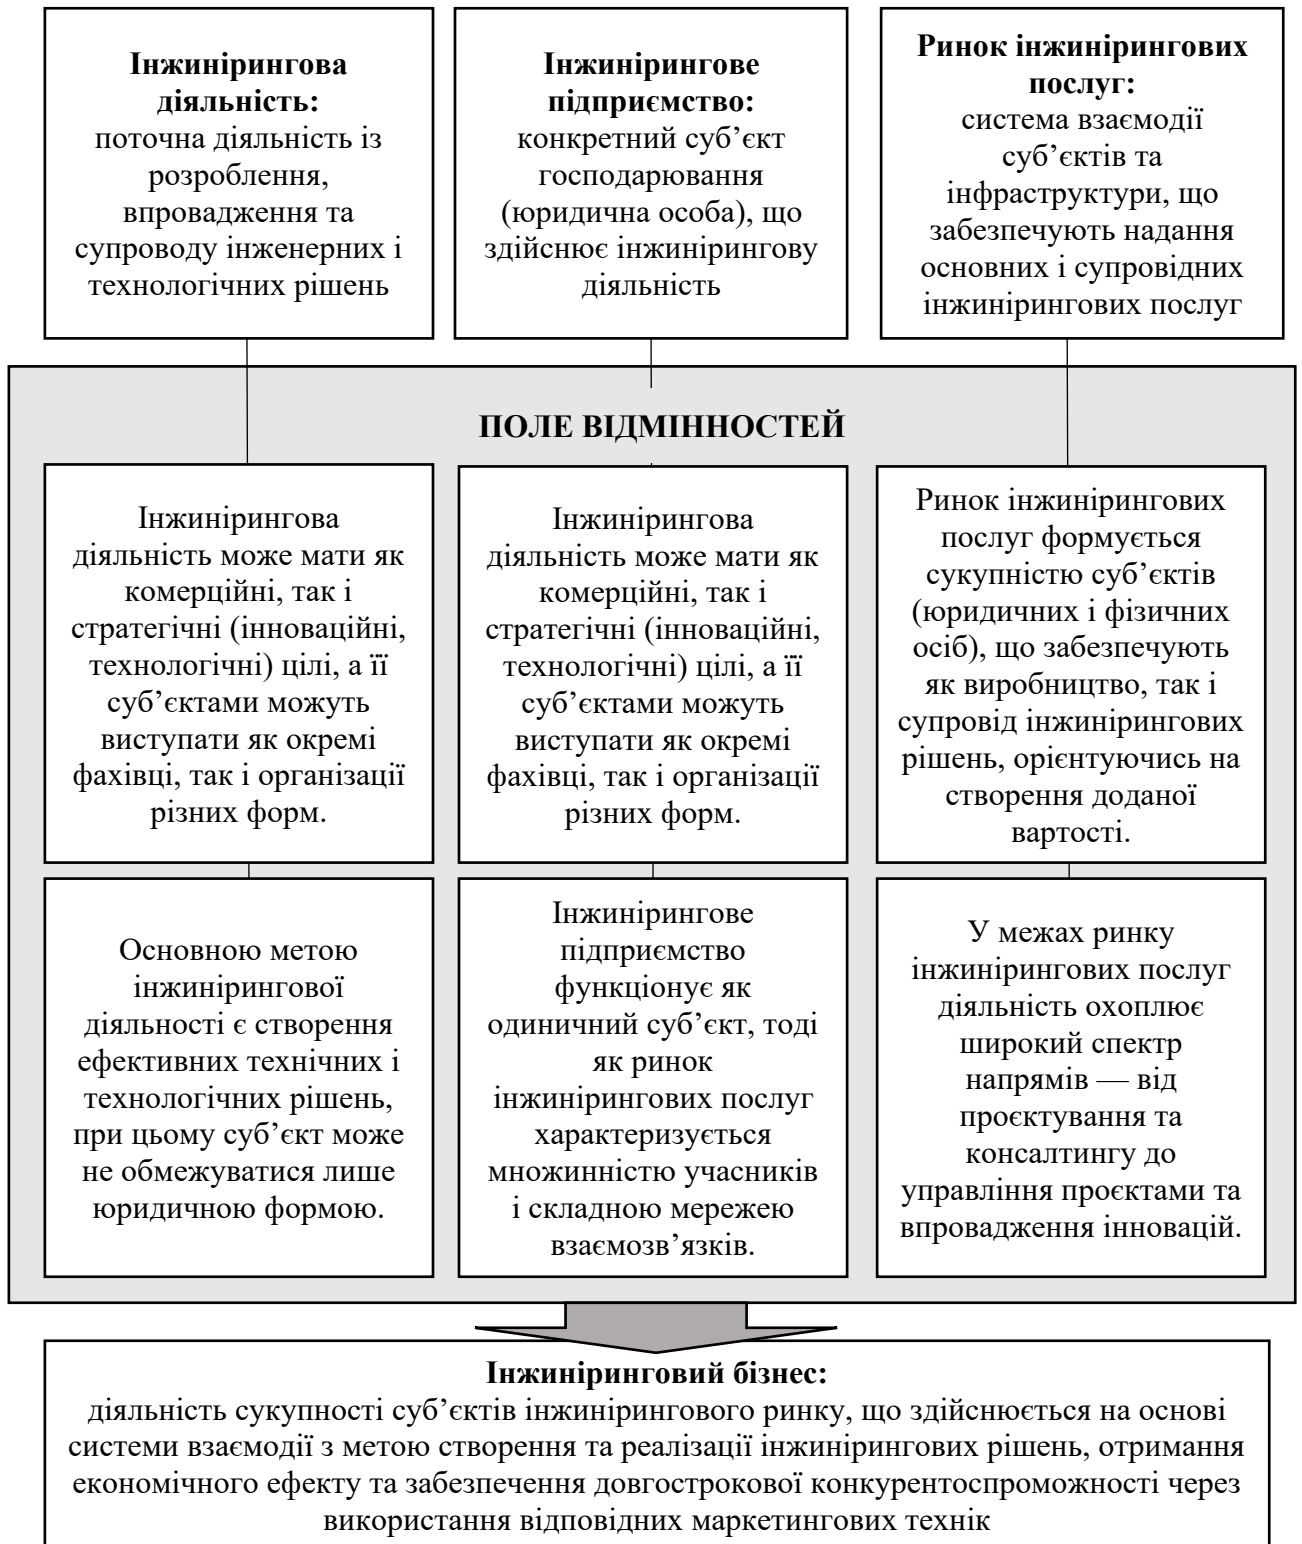 Інжинірингова
діяльність:
поточна діяльність із
розроблення,
впровадження та
супроводу інженерних і
технологічних рішень
Інжинірингове
підприємство:
конкретний суб’єкт
господарювання
(юридична особа), що
здійснює інжинірингову
діяльність
Ринок інжинірингових
послуг:
система взаємодії
суб’єктів та
інфраструктури, що
забезпечують надання
основних і супровідних
інжинірингових послуг
ПОЛЕ ВІДМІННОСТЕЙ
Інжинірингова
діяльність може мати як
комерційні, так і
стратегічні (інноваційні,
технологічні) цілі, а її
суб’єктами можуть
виступати як окремі
фахівці, так і організації
різних форм.
Інжинірингова
діяльність може мати як
комерційні, так і
стратегічні (інноваційні,
технологічні) цілі, а її
суб’єктами можуть
виступати як окремі
фахівці, так і організації
різних форм.
Ринок інжинірингових
послуг формується
сукупністю суб’єктів
(юридичних і фізичних
осіб), що забезпечують
як виробництво, так і
супровід інжинірингових
рішень, орієнтуючись на
створення доданої
вартості.
Основною метою
інжинірингової
діяльності є створення
ефективних технічних і
технологічних рішень,
при цьому суб’єкт може
не обмежуватися лише
юридичною формою.
Інжинірингове
підприємство
функціонує як
одиничний суб’єкт, тоді
як ринок
інжинірингових послуг
характеризується
множинністю учасників
і складною мережею
взаємозв’язків.
У межах ринку
інжинірингових послуг
діяльність охоплює
широкий спектр
напрямів — від
проєктування та
консалтингу до
управління проєктами та
впровадження інновацій.
Інжиніринговий бізнес:
діяльність сукупності суб’єктів інжинірингового ринку, що здійснюється на основі
системи взаємодії з метою створення та реалізації інжинірингових рішень, отримання
економічного ефекту та забезпечення довгострокової конкурентоспроможності через
використання відповідних маркетингових технік